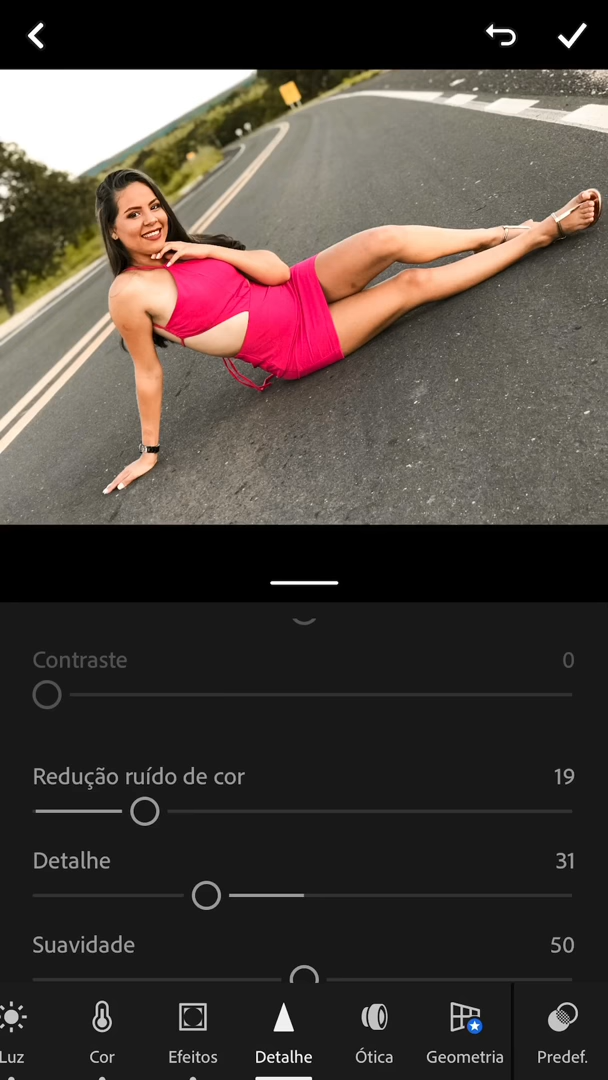 Contraste 0
Redução ruído de cor 19
Detalhe 31
Suavidade 50
Luz Cor Efeitos Detalhe Ótica Geometria Predef.